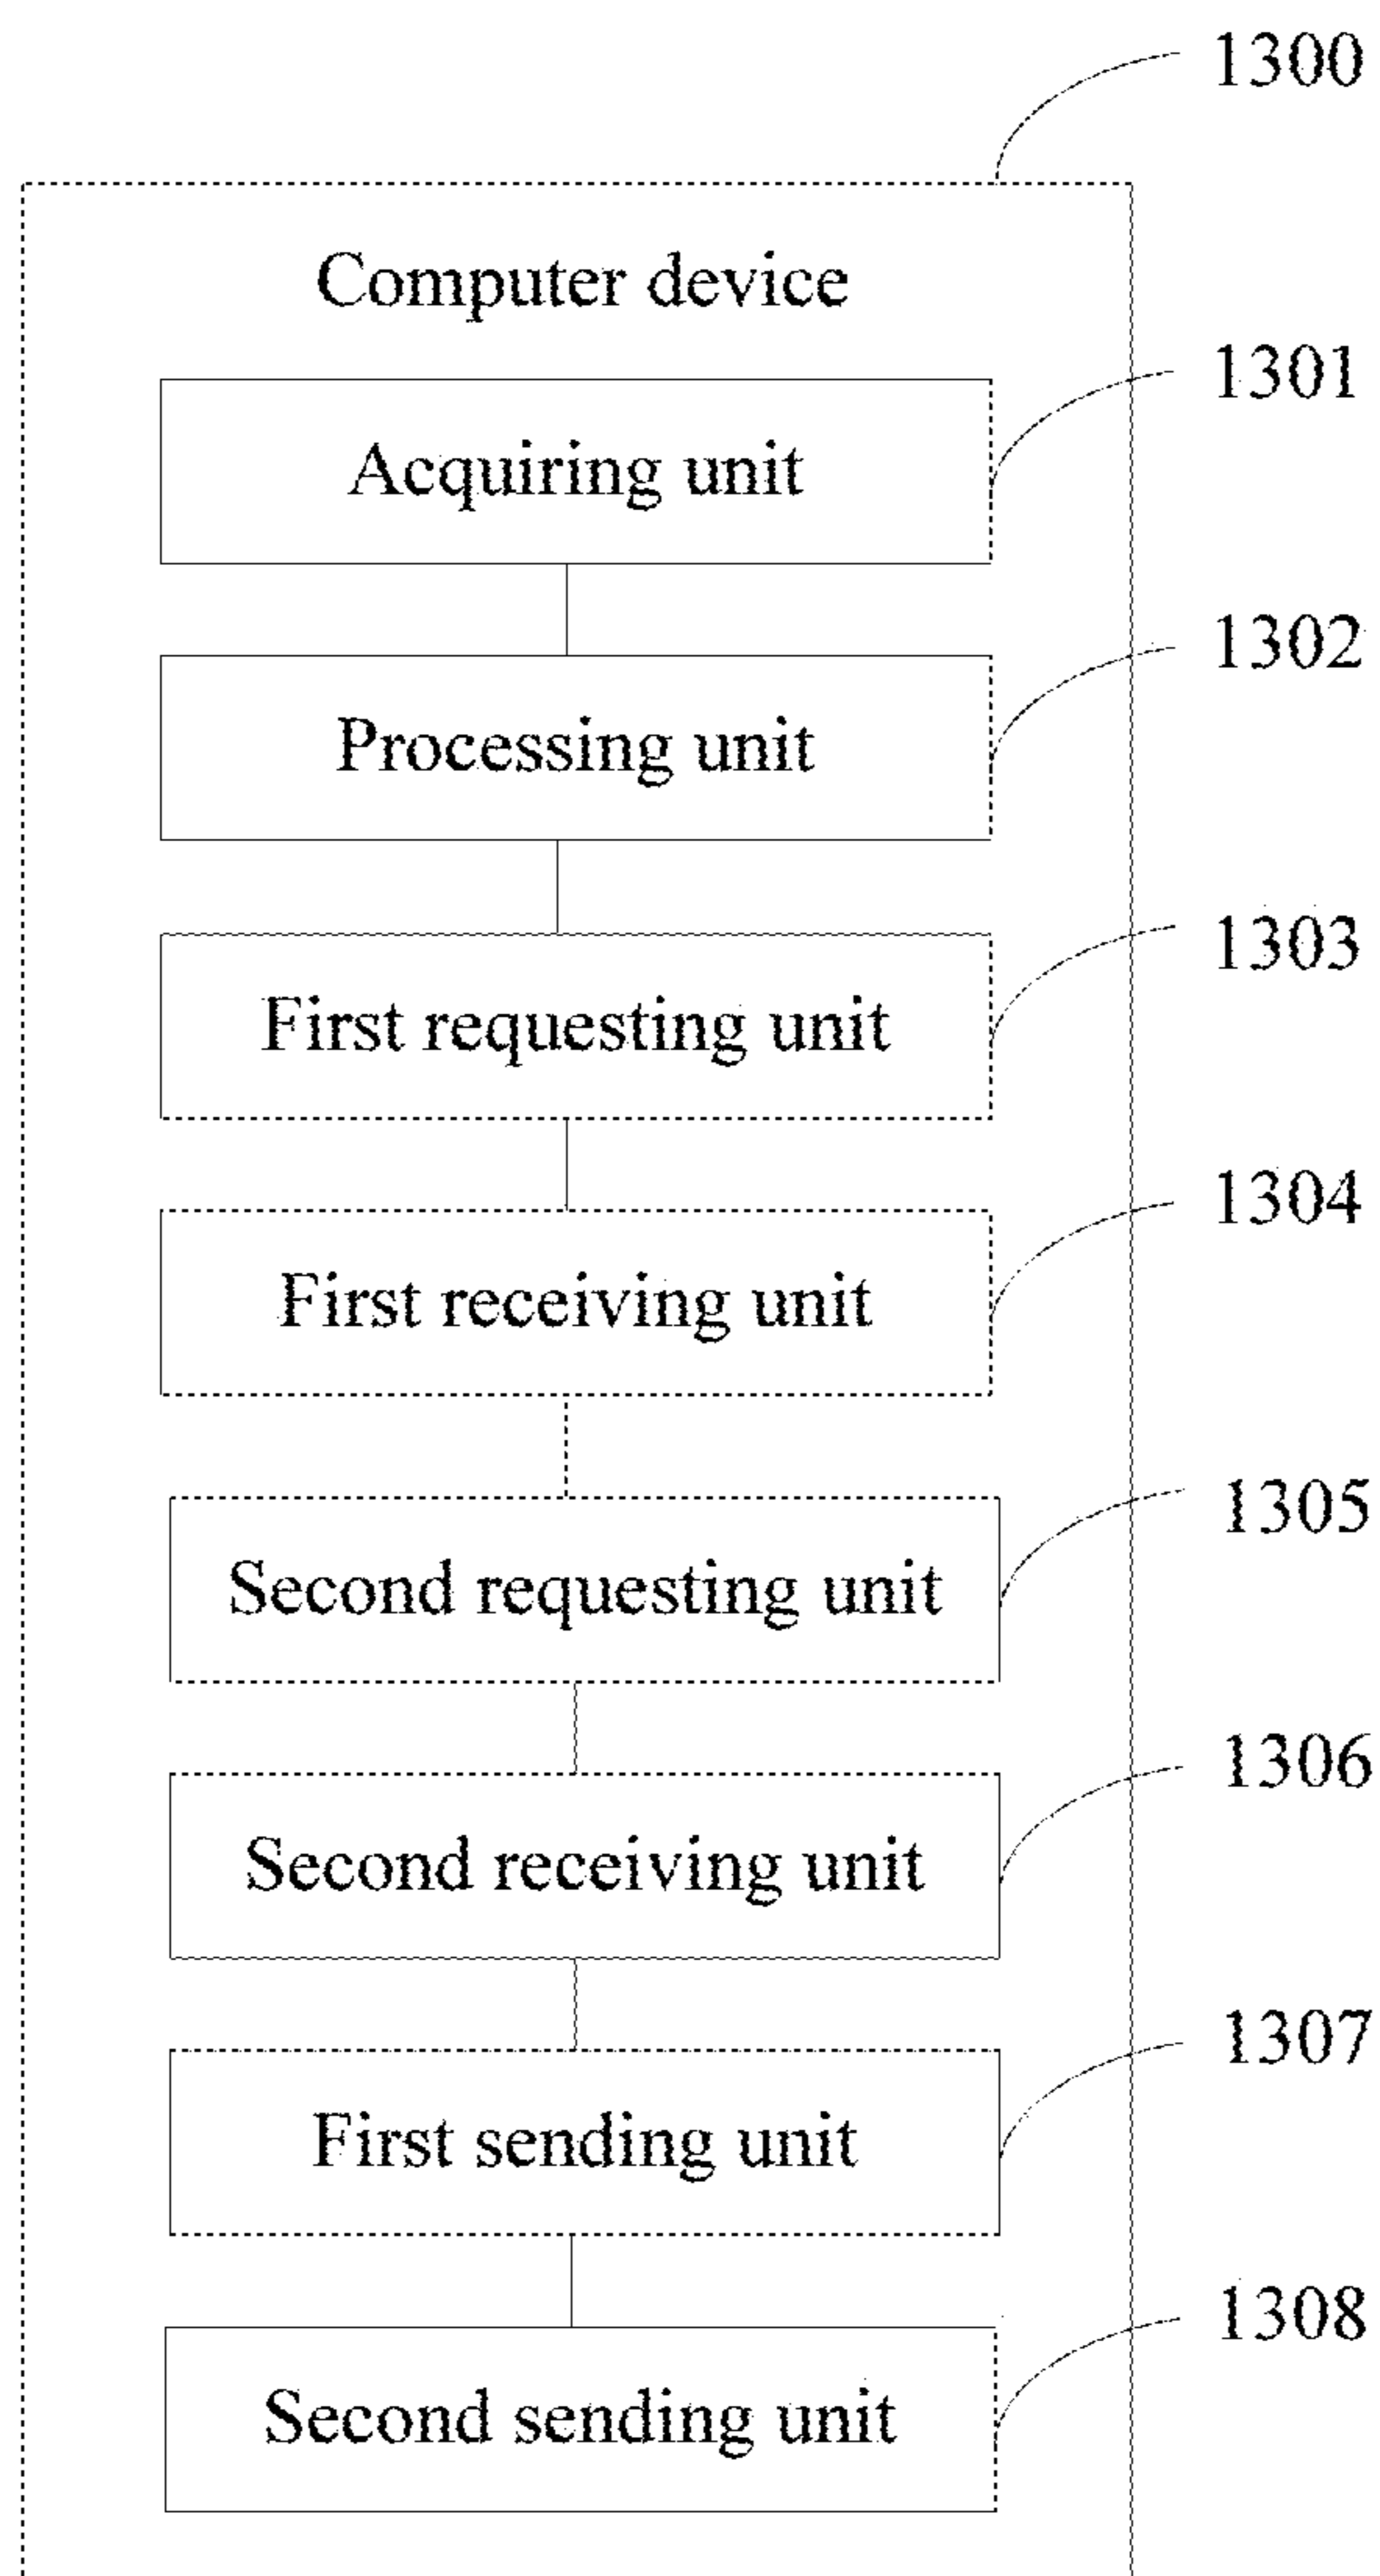 1300
Computer device
1301
Acquiring unit
1302
Processing unit
1303
First requesting unit
1304
First receiving unit
1305
Second requesting unit
1306
Second receiving unit
1307
First sending unit
1308
Second sending unit